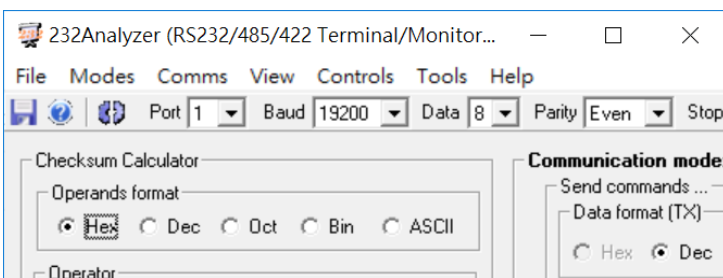 232Analyzer (RS232/485/422 Terminal/Monitor...
File Modes Comms View Controls Tools Help
Port 1 Baud 19200 Data 8 Parity Even Stop
Checksum Calculator Communication mode
Operands format Send commands ...
Data format (TX)
Hex Dec Oct Bin ASCII Hex Dec
Operator